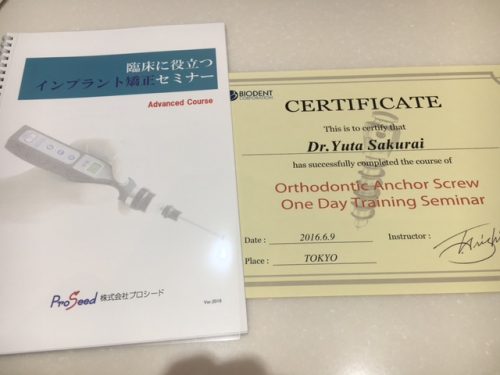 臨床に役立つ
インプラント矯正セミナー
Advanced Course
ProSeed 株式会社プロシード
BIODENT
CORPORATION
CERTIFICATE
This is to certify that
Dr.Yuta Sakurai
has successfully completed the course of
Orthodontic Anchor Screw
One Day Training Seminar
Date : 2016.6.9
Instructor :
Place : TOKYO